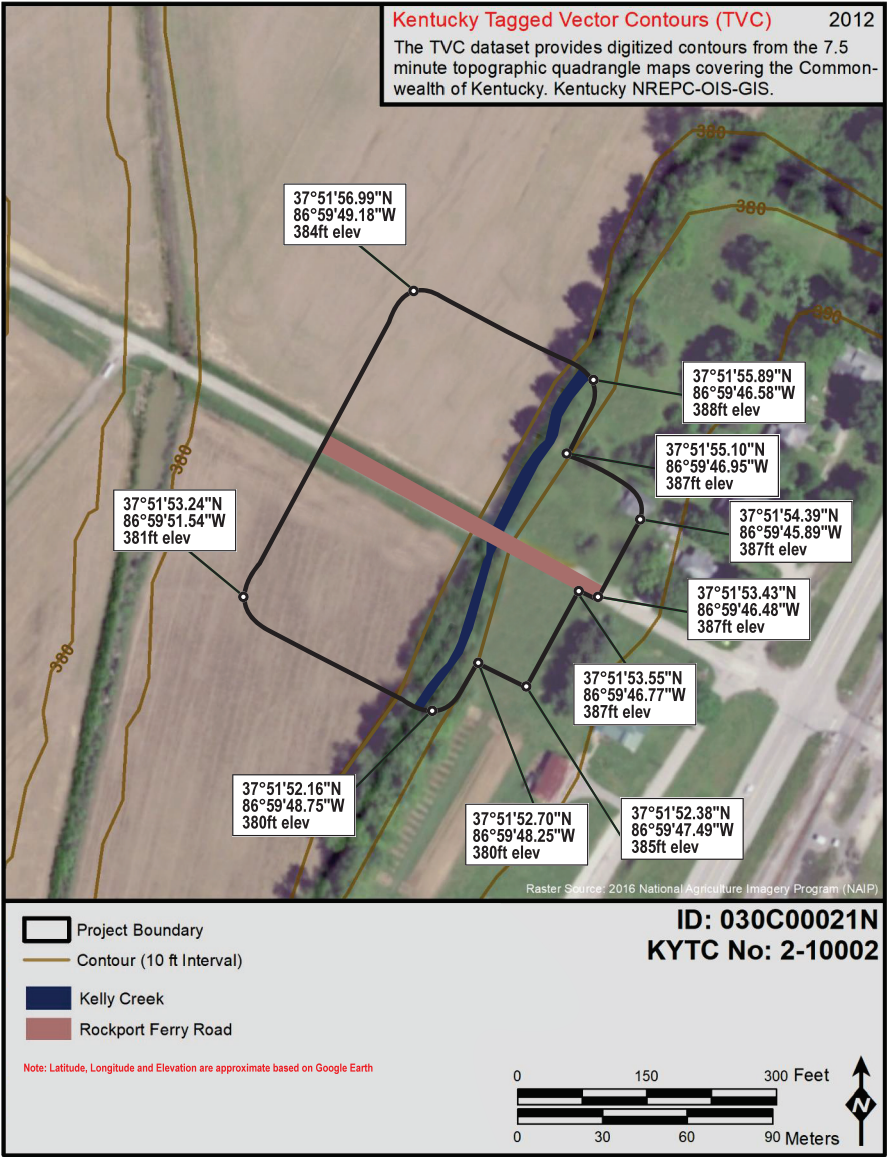 Kentucky Tagged Vector Contours (TVC) 2012
The TVC dataset provides digitized contours from the 7.5
minute topographic quadrangle maps covering the Common-
wealth of Kentucky. Kentucky NREPC-OIS-GIS.
380
380
390
37°51'56.99"N
86°59'49.18"W
384ft elev
37°51'55.89"N
86°59'46.58"W
388ft elev
37°51'55.10"N
86°59'46.95"W
387ft elev
380
37°51'53.24"N
86°59'51.54"W
381ft elev
37°51'54.39"N
86°59'45.89"W
387ft elev
37°51'53.43"N
86°59'46.48"W
387ft elev
380
37°51'53.55"N
86°59'46.77"W
387ft elev
37°51'52.16"N
86°59'48.75"W
380ft elev
37°51'52.70"N
86°59'48.25"W
380ft elev
37°51'52.38"N
86°59'47.49"W
385ft elev
Raster Source: 2016 National Agriculture Imagery Program (NAIP)
Project Boundary
Contour (10 ft Interval)
Kelly Creek
Rockport Ferry Road
Note: Latitude, Longitude and Elevation are approximate based on Google Earth
ID: 030C00021N
KYTC No: 2-10002
0 150 300 Feet
0 30 60 90 Meters
N